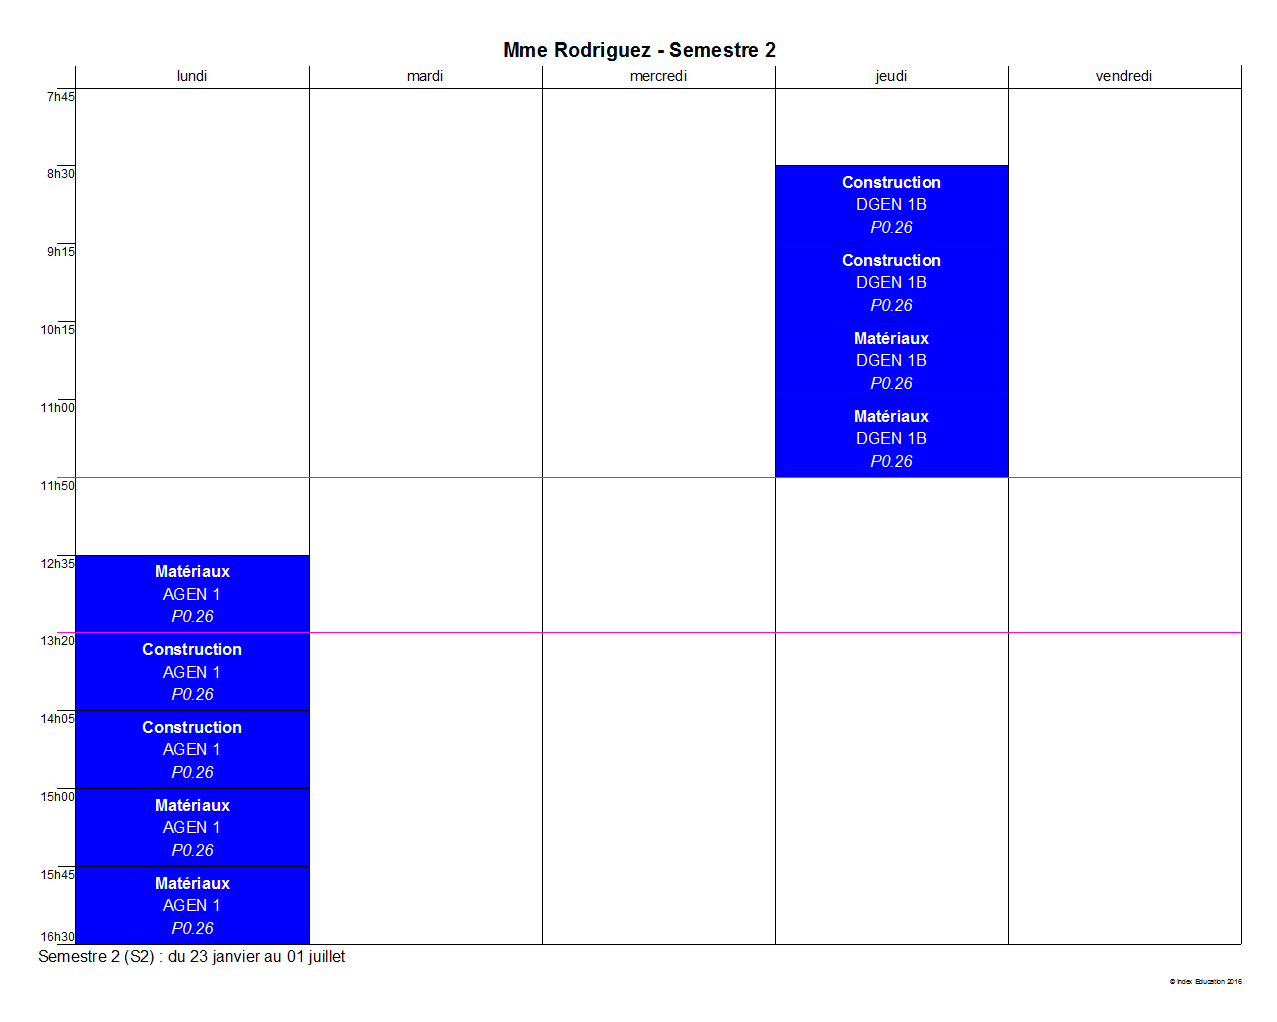 Mme Rodriguez - Semestre 2
lundi mardi mercredi jeudi vendredi
7h45
8h30
Construction
DGEN 1B
P0.26
9h15
Construction
DGEN 1B
P0.26
10h15
Matériaux
DGEN 1B
P0.26
11h00
Matériaux
DGEN 1B
P0.26
11h50
12h35
Matériaux
AGEN 1
P0.26
13h20
Construction
AGEN 1
P0.26
14h05
Construction
AGEN 1
P0.26
15h00
Matériaux
AGEN 1
P0.26
15h45
Matériaux
AGEN 1
P0.26
16h30
Semestre 2 (S2) : du 23 janvier au 01 juillet
© Index Education 2016